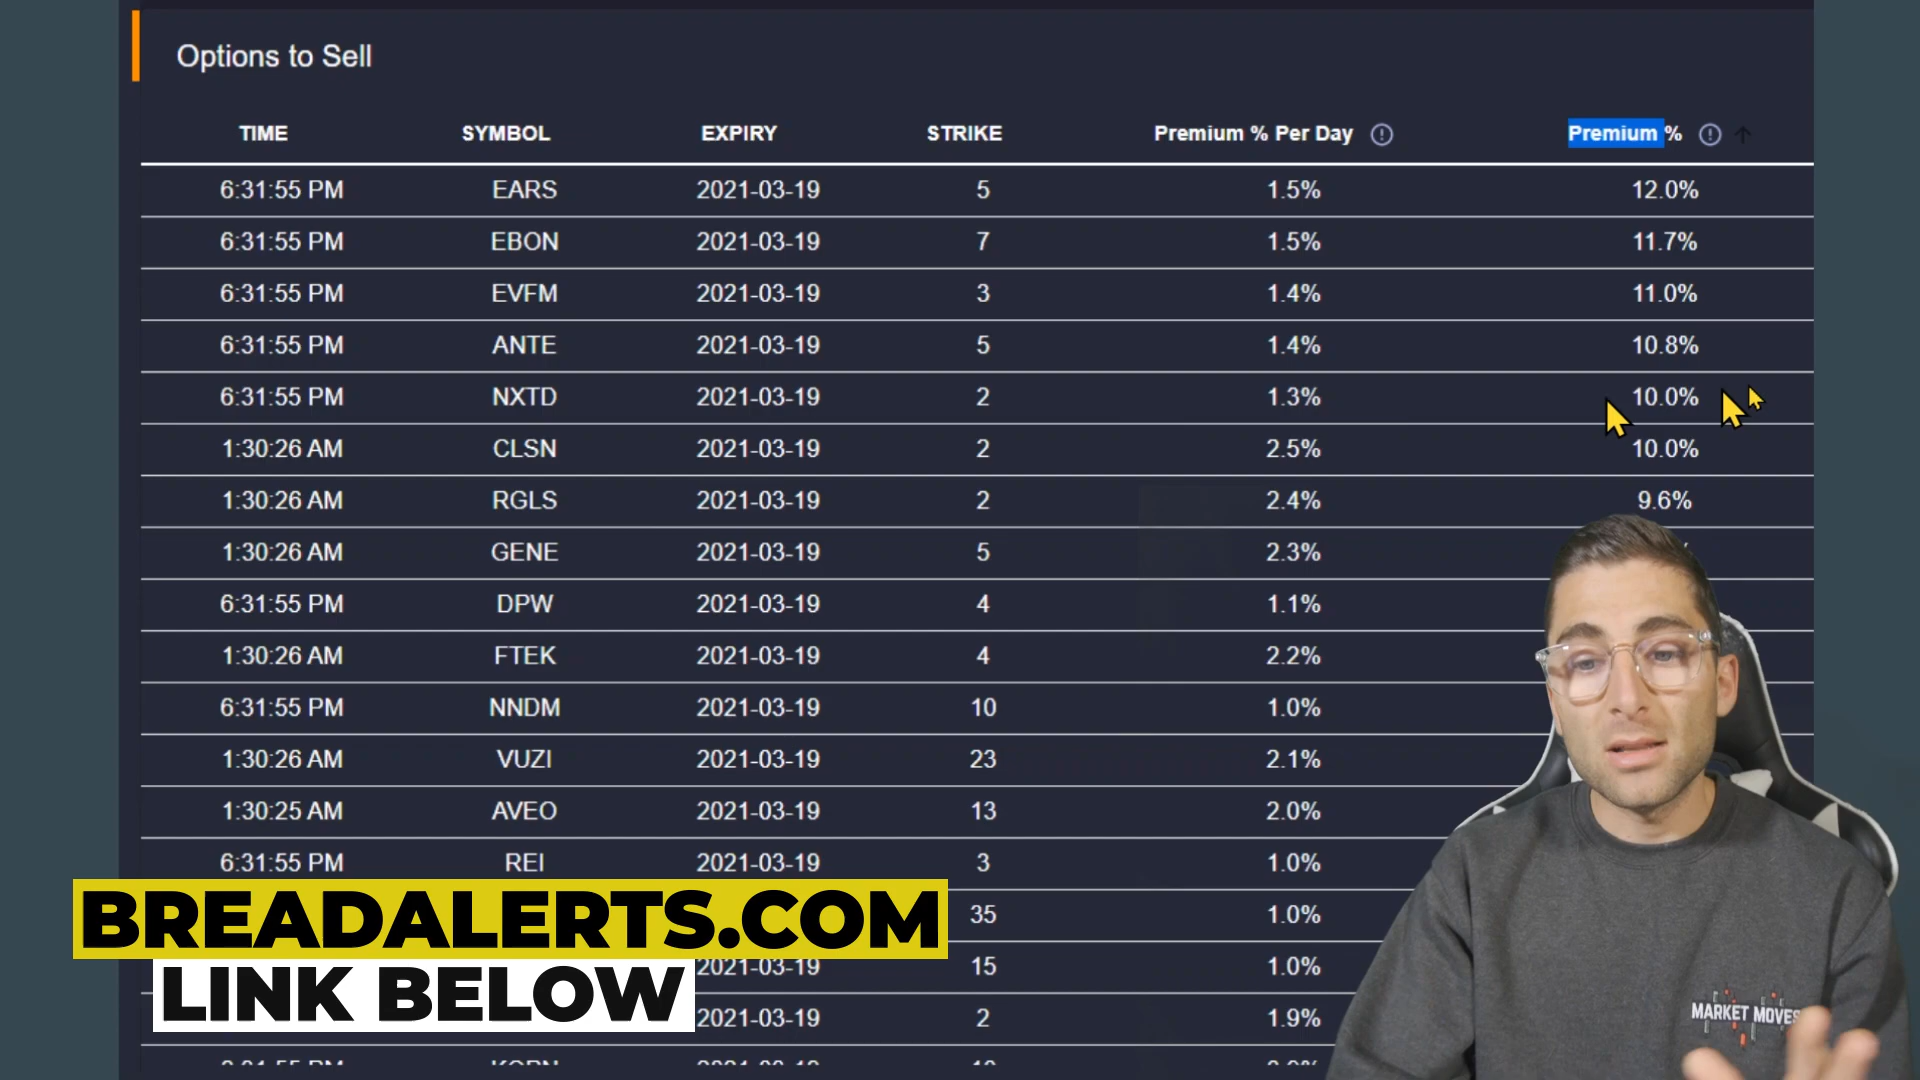 Options to Sell
TIME SYMBOL EXPIRY STRIKE Premium % Per Day Premium %
6:31:55 PM EARS 2021-03-19 5 1.5% 12.0%
6:31:55 PM EBON 2021-03-19 7 1.5% 11.7%
6:31:55 PM EVFM 2021-03-19 3 1.4% 11.0%
6:31:55 PM ANTE 2021-03-19 5 1.4% 10.8%
6:31:55 PM NXTD 2021-03-19 2 1.3% 10.0%
1:30:26 AM CLSN 2021-03-19 2 2.5% 10.0%
1:30:26 AM RGLS 2021-03-19 2 2.4% 9.6%
1:30:26 AM GENE 2021-03-19 5 2.3%
6:31:55 PM DPW 2021-03-19 4 1.1%
1:30:26 AM FTEK 2021-03-19 4 2.2%
6:31:55 PM NNDM 2021-03-19 10 1.0%
1:30:26 AM VUZI 2021-03-19 23 2.1%
1:30:25 AM AVEO 2021-03-19 13 2.0%
6:31:55 PM REI 2021-03-19 3 1.0%
35 1.0%
2021-03-19 15 1.0%
2021-03-19 2 1.9%
BREADALERTS.COM
LINK BELOW
MARKET MOVES